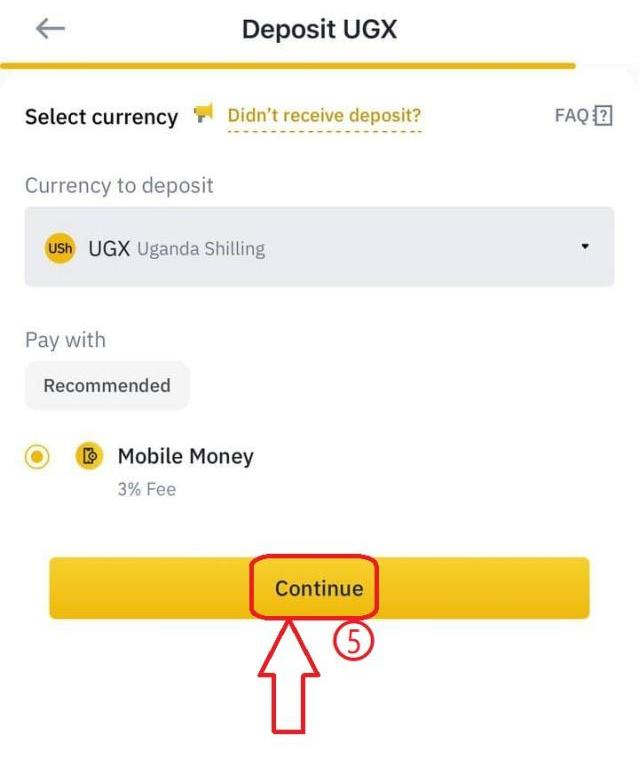 Deposit UGX
Select currency Didn't receive deposit? FAQ ?
Currency to deposit
USh UGX Uganda Shilling
Pay with
Recommended
Mobile Money
3% Fee
Continue
5